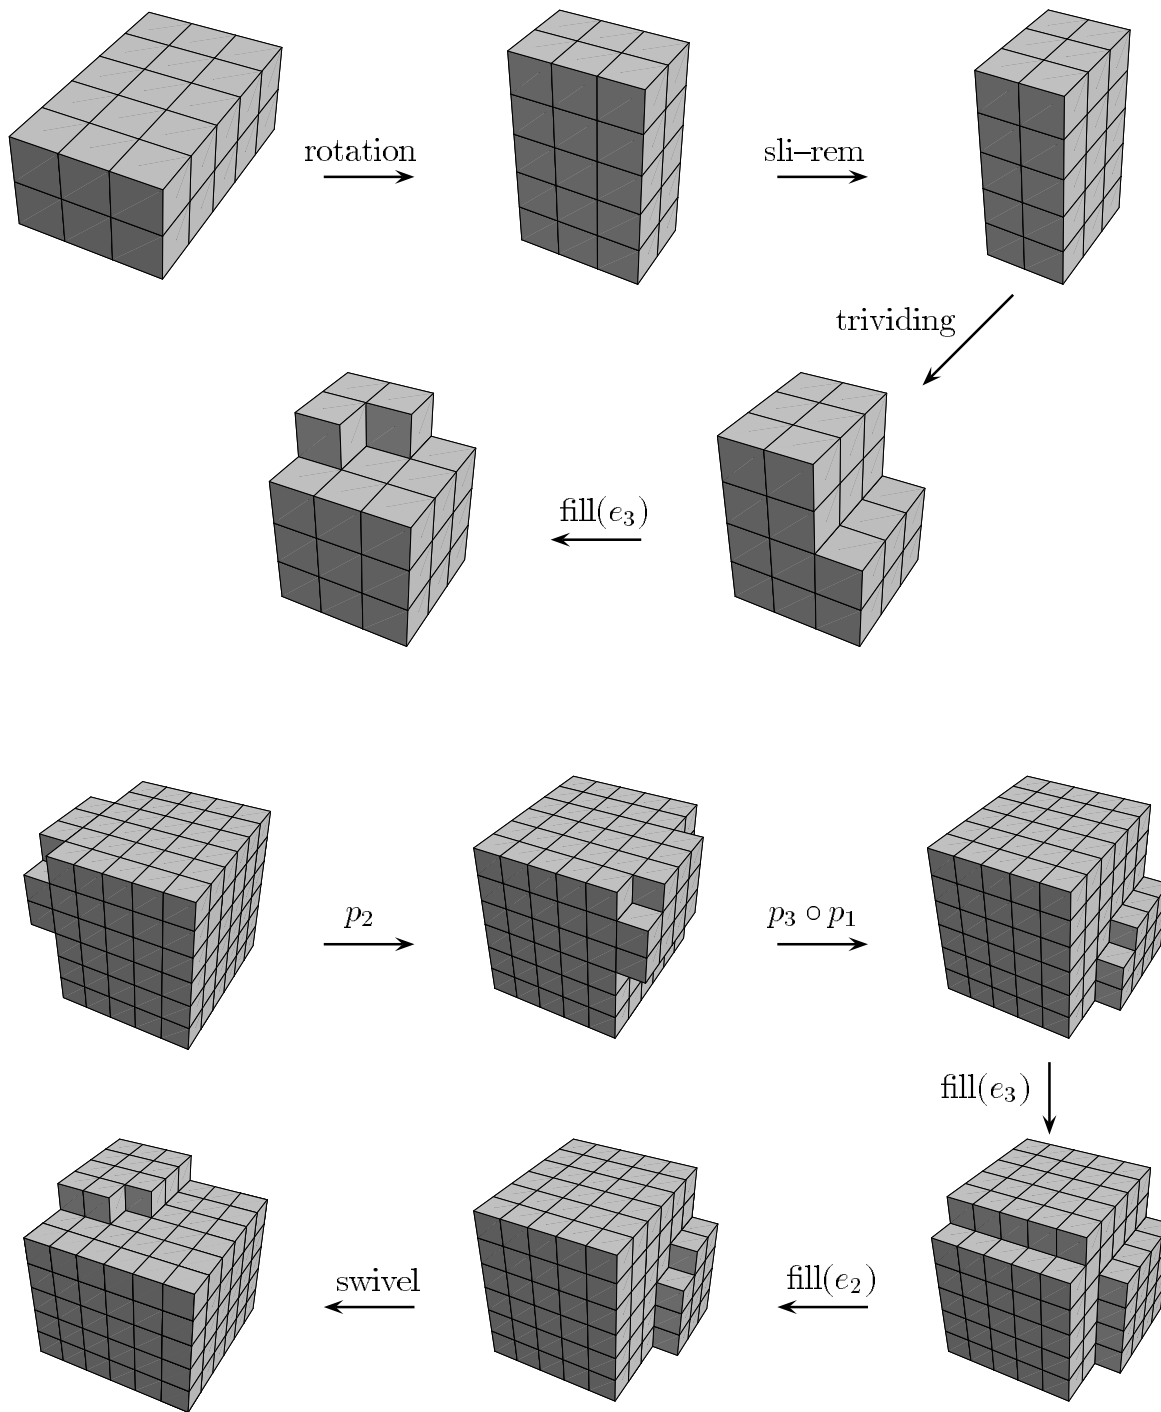 rotation
sli–rem
trividing
fill(e₃)
p₂
p₃ ∘ p₁
fill(e₃)
fill(e₂)
swivel